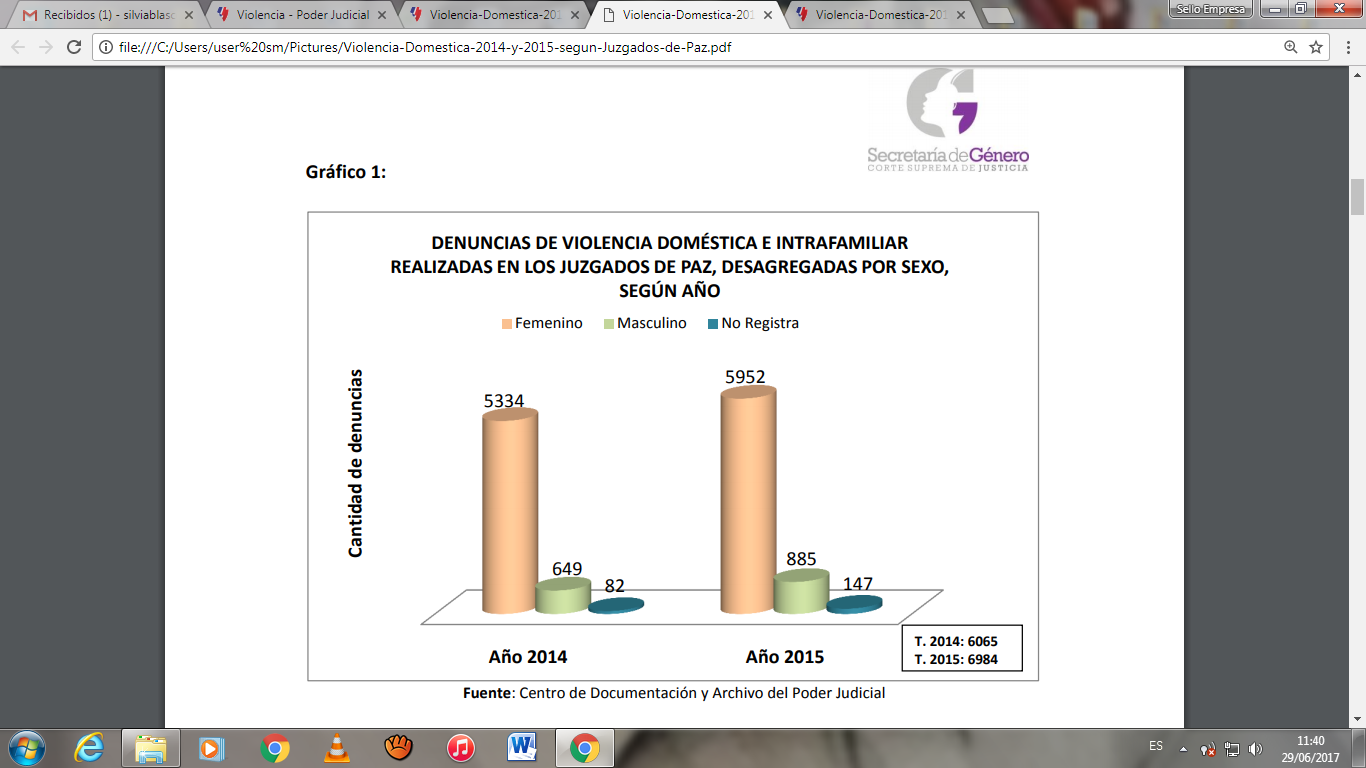 Recibidos (1) - silviablasc
Violencia - Poder Judicial
Violencia-Domestica-201
Violencia-Domestica-201
Violencia-Domestica-201
Sello Empresa
file:///C:/Users/user%20sm/Pictures/Violencia-Domestica-2014-y-2015-segun-Juzgados-de-Paz.pdf
Secretaría de Género
CORTE SUPREMA DE JUSTICIA
Gráfico 1:
DENUNCIAS DE VIOLENCIA DOMÉSTICA E INTRAFAMILIAR
REALIZADAS EN LOS JUZGADOS DE PAZ, DESAGREGADAS POR SEXO,
SEGÚN AÑO
Femenino Masculino No Registra
Cantidad de denuncias
5334
649
82
5952
885
147
Año 2014
Año 2015
T. 2014: 6065
T. 2015: 6984
Fuente: Centro de Documentación y Archivo del Poder Judicial
ES
11:40
29/06/2017